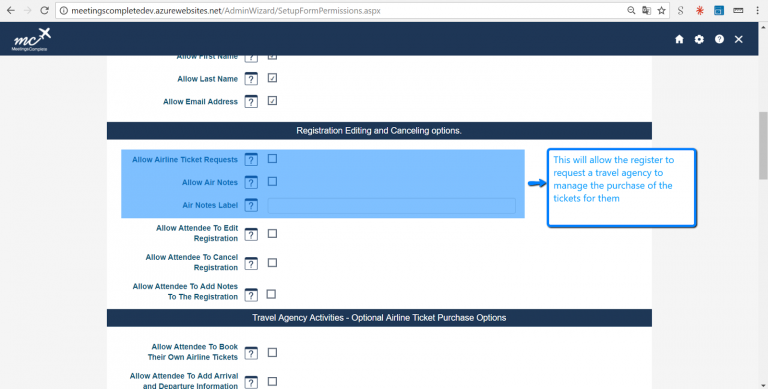 meetingscompletedev.azurewebsites.net/AdminWizard/SetupFormPermissions.aspx
mc
MeetingsComplete
Allow First Name ?
Allow Last Name ?
Allow Email Address ?
Registration Editing and Canceling options.
Allow Airline Ticket Requests ?
Allow Air Notes ?
Air Notes Label ?
This will allow the register to
request a travel agency to
manage the purchase of the
tickets for them
Allow Attendee To Edit
Registration ?
Allow Attendee To Cancel
Registration ?
Allow Attendee To Add Notes
To The Registration ?
Travel Agency Activities - Optional Airline Ticket Purchase Options
Allow Attendee To Book
Their Own Airline Tickets ?
Allow Attendee To Add Arrival
and Departure Information ?